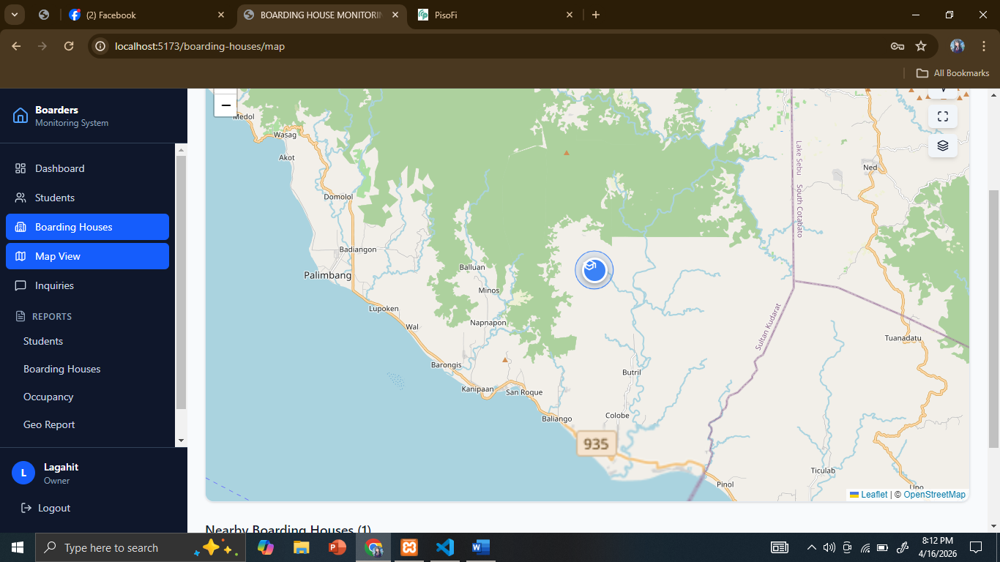 (2) Facebook
BOARDING HOUSE MONITORIN
PisoFi
localhost:5173/boarding-houses/map
All Bookmarks
Boarders
Monitoring System
Dashboard
Students
Boarding Houses
Map View
Inquiries
REPORTS
Students
Boarding Houses
Occupancy
Geo Report
L
Lagahit
Owner
Logout
−
Medol
Wasag
Akot
Domolol
Badiangon
Palimbang
Balluan
Minos
Lupoken
Wal
Napnapon
Barongis
Kanipaan
San Roque
Baliango
Butril
Colobe
935
Lake Sebu
South Cotabato
Ned
Sultan Kudarat
Tuanadatu
Ticulab
Pinol
Uno
Leaflet | © OpenStreetMap
Nearby Boarding Houses (1)
Type here to search
8:12 PM
4/16/2026